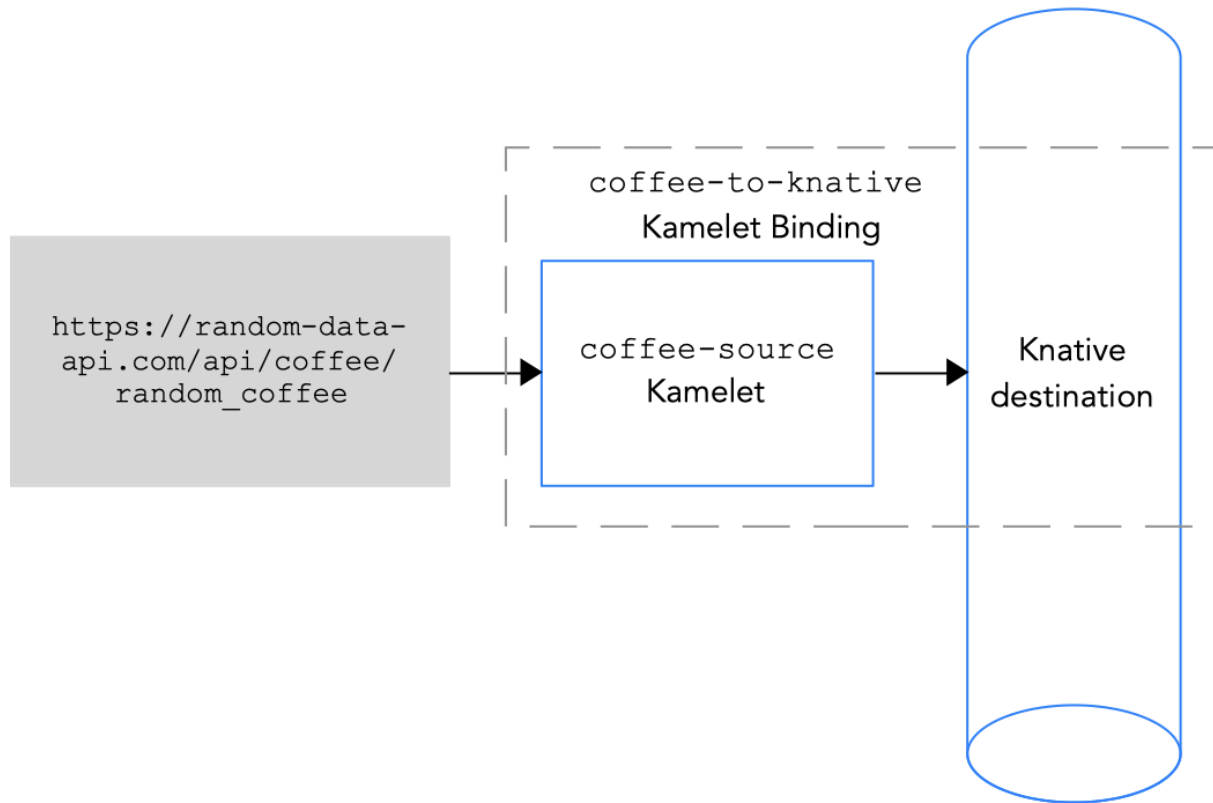 coffee-to-knative
Kamelet Binding
https://random-data-
api.com/api/coffee/
random_coffee
coffee-source
Kamelet
Knative
destination